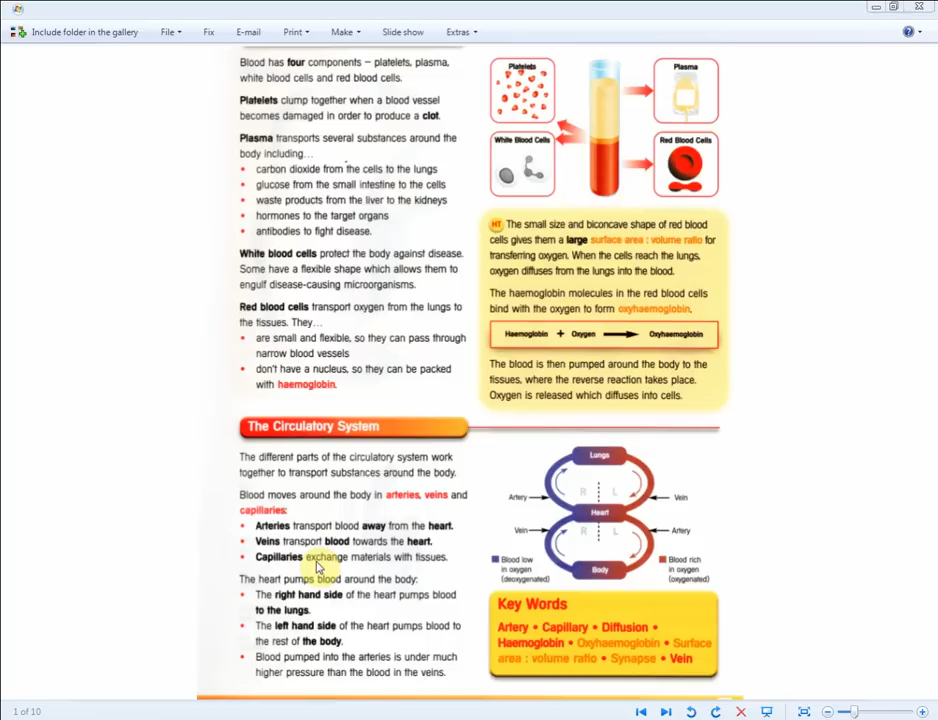 Include folder in the gallery
File
Fix
E-mail
Print
Make
Slide show
Extras
Blood has four components – platelets, plasma,
white blood cells and red blood cells.
Platelets clump together when a blood vessel
becomes damaged in order to produce a clot.
Plasma transports several substances around the
body including...
• carbon dioxide from the cells to the lungs
• glucose from the small intestine to the cells
• waste products from the liver to the kidneys
• hormones to the target organs
• antibodies to fight disease.
White blood cells protect the body against disease.
Some have a flexible shape which allows them to
engulf disease-causing microorganisms.
Red blood cells transport oxygen from the lungs to
the tissues. They...
• are small and flexible, so they can pass through
narrow blood vessels
• don't have a nucleus, so they can be packed
with haemoglobin.
Platelets
Plasma
White Blood Cells
Red Blood Cells
HT The small size and biconcave shape of red blood
cells gives them a large surface area : volume ratio for
transferring oxygen. When the cells reach the lungs,
oxygen diffuses from the lungs into the blood.
The haemoglobin molecules in the red blood cells
bind with the oxygen to form oxyhaemoglobin.
Haemoglobin + Oxygen → Oxyhaemoglobin
The blood is then pumped around the body to the
tissues, where the reverse reaction takes place.
Oxygen is released which diffuses into cells.
The Circulatory System
The different parts of the circulatory system work
together to transport substances around the body.
Blood moves around the body in arteries, veins and
capillaries:
• Arteries transport blood away from the heart.
• Veins transport blood towards the heart.
• Capillaries exchange materials with tissues.
The heart pumps blood around the body:
• The right hand side of the heart pumps blood
to the lungs.
• The left hand side of the heart pumps blood to
the rest of the body.
• Blood pumped into the arteries is under much
higher pressure than the blood in the veins.
Lungs
R L
Artery
Vein
Heart
R L
Vein
Artery
Body
Blood low
in oxygen
(deoxygenated)
Blood rich
in oxygen
(oxygenated)
Key Words
Artery • Capillary • Diffusion •
Haemoglobin • Oxyhaemoglobin • Surface
area : volume ratio • Synapse • Vein
1 of 10